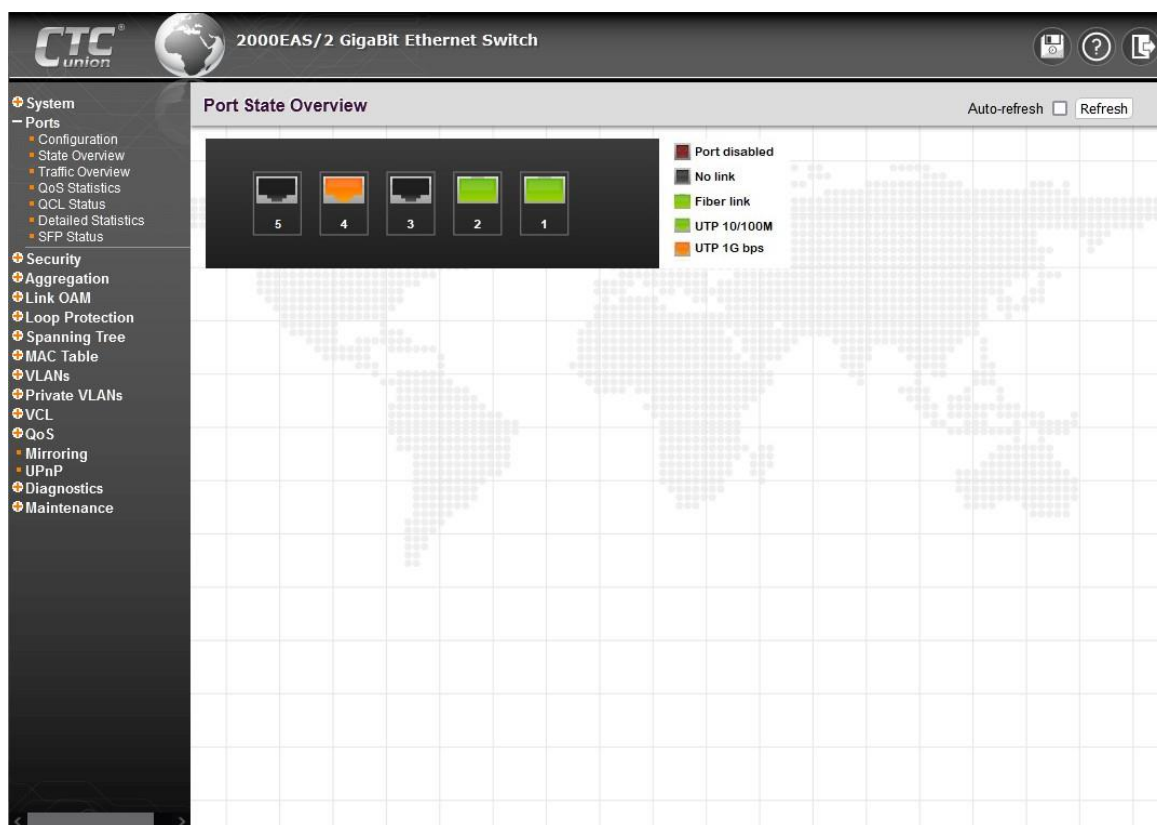 CTC®
union
2000EAS/2 GigaBit Ethernet Switch
System
Ports
Configuration
State Overview
Traffic Overview
QoS Statistics
QCL Status
Detailed Statistics
SFP Status
Security
Aggregation
Link OAM
Loop Protection
Spanning Tree
MAC Table
VLANs
Private VLANs
VCL
QoS
Mirroring
UPnP
Diagnostics
Maintenance
Port State Overview
Auto-refresh Refresh
5 4 3 2 1
Port disabled
No link
Fiber link
UTP 10/100M
UTP 1G bps